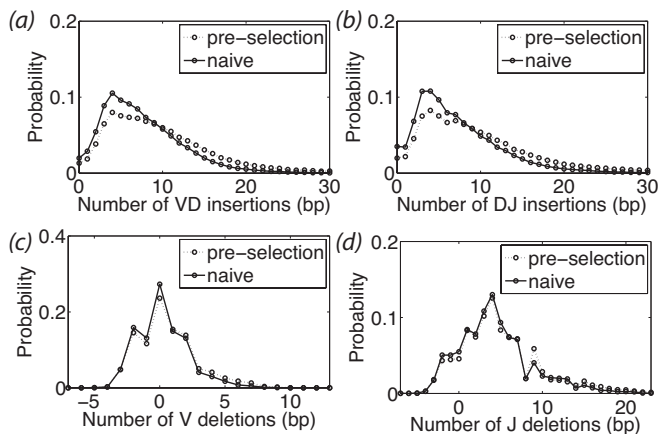 (a)
0.2
0.1
0
Probability
pre−selection
naive
0 10 20 30
Number of VD insertions (bp)
(b)
0.2
0.1
0
Probability
pre−selection
naive
0 10 20 30
Number of DJ insertions (bp)
(c)
0.4
0.2
0
Probability
pre−selection
naive
−5 0 5 10
Number of V deletions (bp)
(d)
0.2
0.1
0
Probability
pre−selection
naive
0 10 20
Number of J deletions (bp)